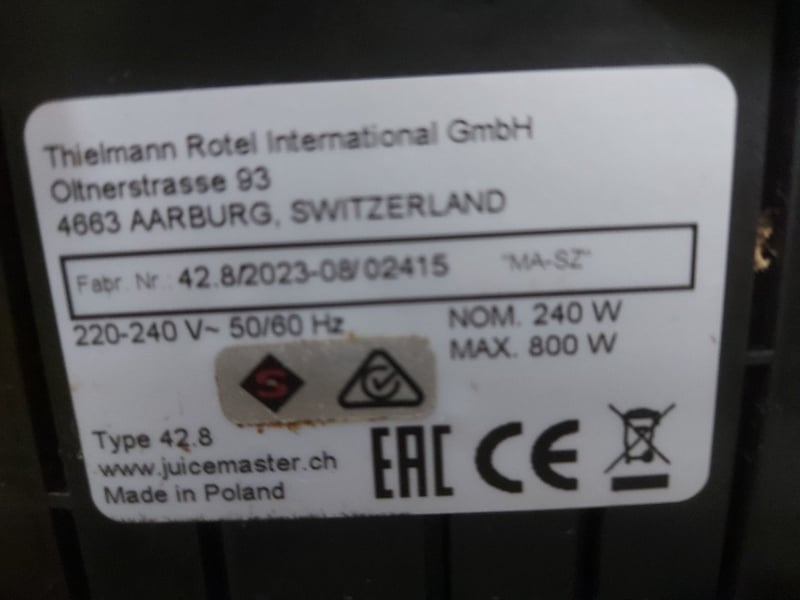 Thielmann Rotel International GmbH
Oltnerstrasse 93
4663 AARBURG, SWITZERLAND
Fabr. Nr.: 42.8/2023-08/02415 "MA-SZ"
220-240 V~ 50/60 Hz
NOM. 240 W
MAX. 800 W
S
Type 42.8
www.juicemaster.ch
Made in Poland
EAC CE